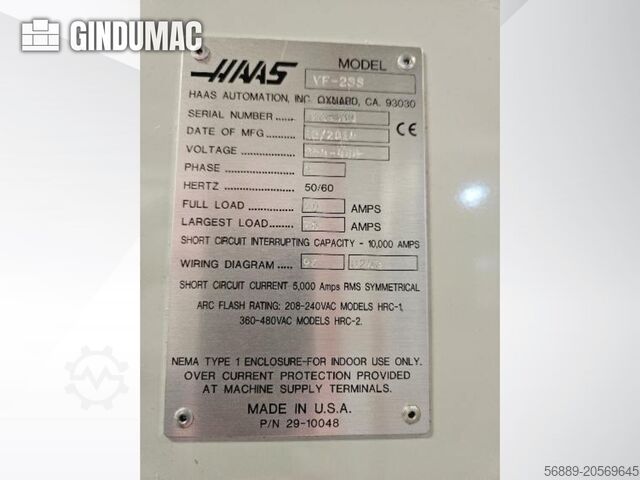 GINDUMAC
HAAS
MODEL
VF-2SS
HAAS AUTOMATION, INC. OXNARD, CA. 93030
SERIAL NUMBER
DATE OF MFG.
CE
VOLTAGE
PHASE
HERTZ 50/60
FULL LOAD AMPS
LARGEST LOAD AMPS
SHORT CIRCUIT INTERRUPTING CAPACITY - 10,000 AMPS
WIRING DIAGRAM
SHORT CIRCUIT CURRENT 5,000 Amps RMS SYMMETRICAL
ARC FLASH RATING: 208-240VAC MODELS HRC-1,
360-480VAC MODELS HRC-2.
NEMA TYPE 1 ENCLOSURE-FOR INDOOR USE ONLY.
OVER CURRENT PROTECTION PROVIDED
AT MACHINE SUPPLY TERMINALS.
MADE IN U.S.A.
P/N 29-10048
56889-20569645